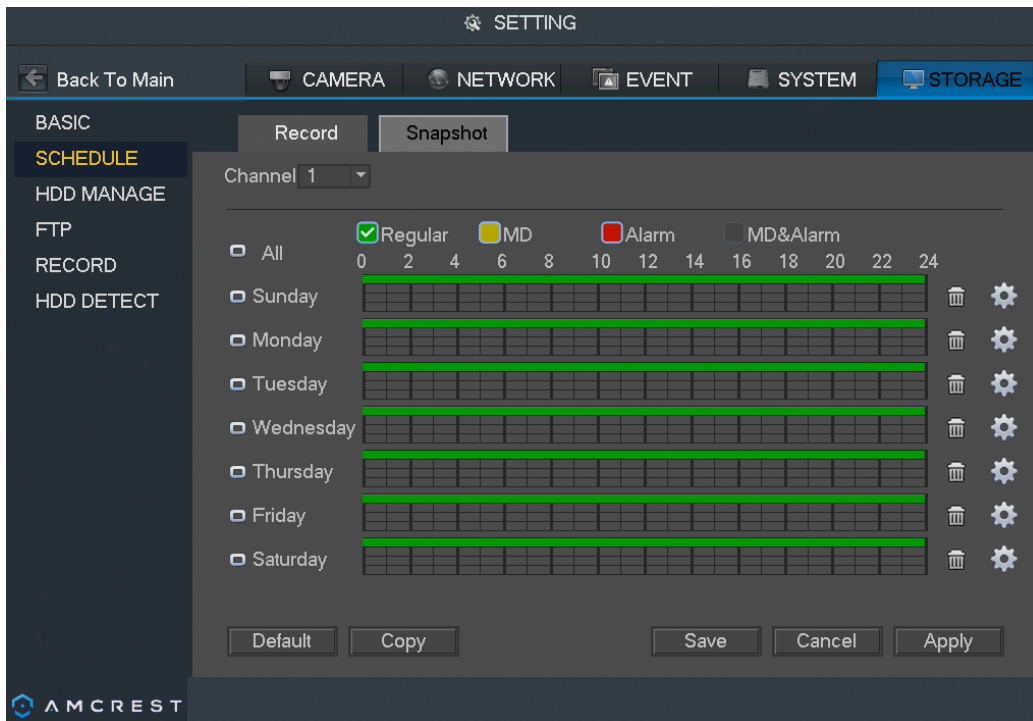 SETTING
Back To Main CAMERA NETWORK EVENT SYSTEM STORAGE
BASIC
SCHEDULE
HDD MANAGE
FTP
RECORD
HDD DETECT
Record Snapshot
Channel 1
All Regular MD Alarm MD&Alarm
0 2 4 6 8 10 12 14 16 18 20 22 24
Sunday
Monday
Tuesday
Wednesday
Thursday
Friday
Saturday
Default Copy Save Cancel Apply
AMCREST